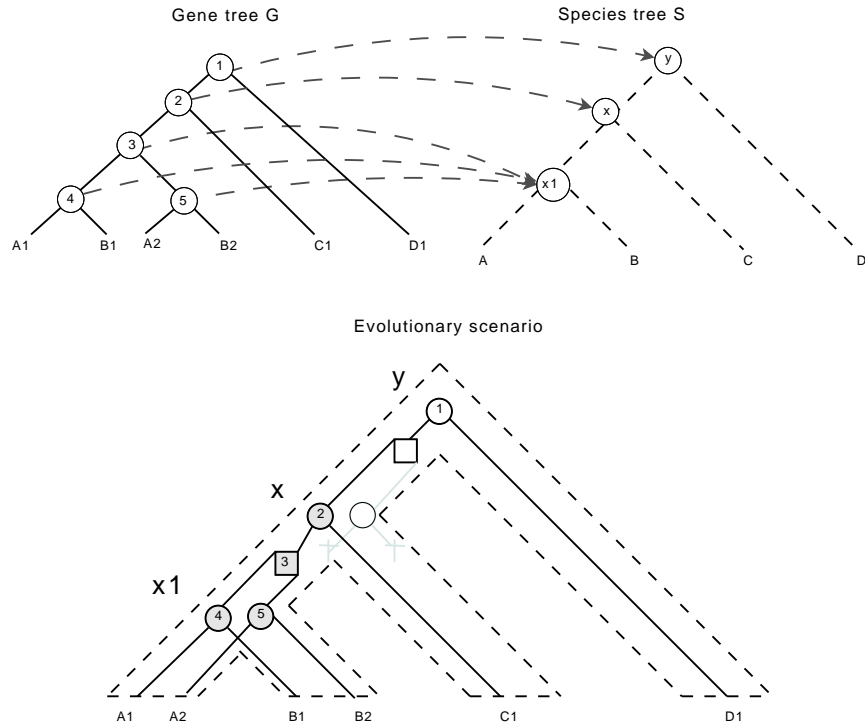 Gene tree G
Species tree S
1
y
2
x
3
x1
4
5
A1
B1
A2
B2
C1
D1
A
B
C
D
Evolutionary scenario
y
1
x
2
3
x1
4
5
A1
A2
B1
B2
C1
D1